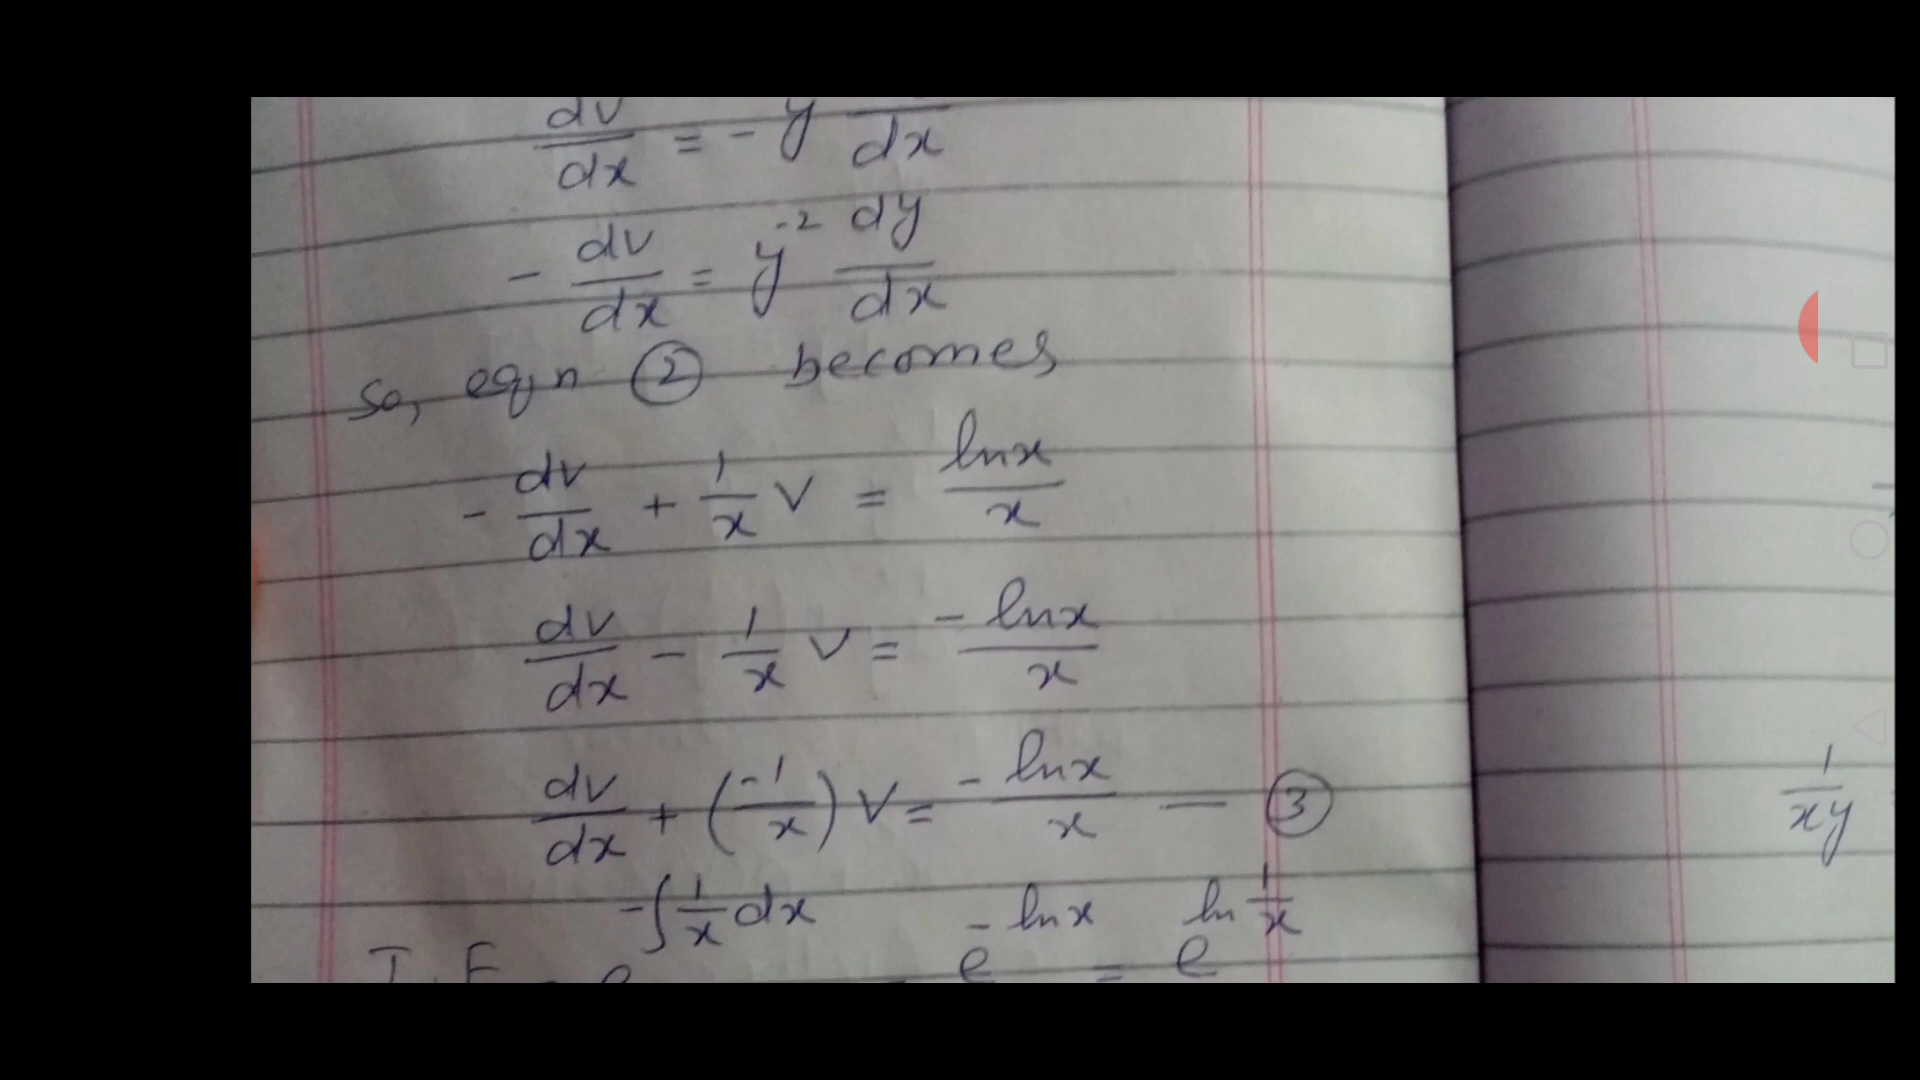 dv/dx = - y /dx
- dv/dx = y^-2 dy/dx
So, eqn ② becomes
- dv/dx + 1/x v = lnx/x
dv/dx - 1/x v = - lnx/x
dv/dx + (-1/x) v = - lnx/x — ③
I.F = e^(-∫ 1/x dx) = e^(-lnx) = e^(ln 1/x)
1/xy